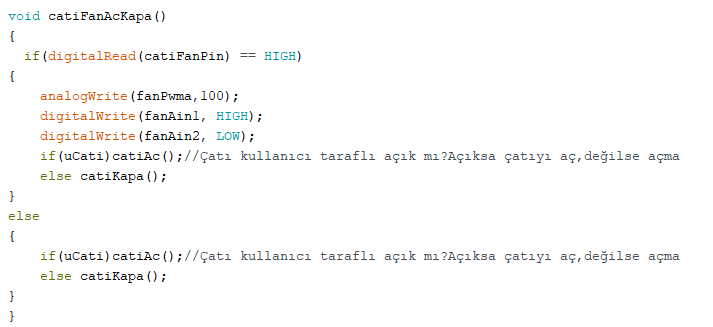 void catiFanAcKapa()
{
  if(digitalRead(catiFanPin) == HIGH)
{
    analogWrite(fanPwma,100);
    digitalWrite(fanAin1, HIGH);
    digitalWrite(fanAin2, LOW);
    if(uCati)catiAc();//Çatı kullanıcı taraflı açık mı?Açıksa çatıyı aç,değilse açma
    else catiKapa();
}
else
{
    if(uCati)catiAc();//Çatı kullanıcı taraflı açık mı?Açıksa çatıyı aç,değilse açma
    else catiKapa();
}
}